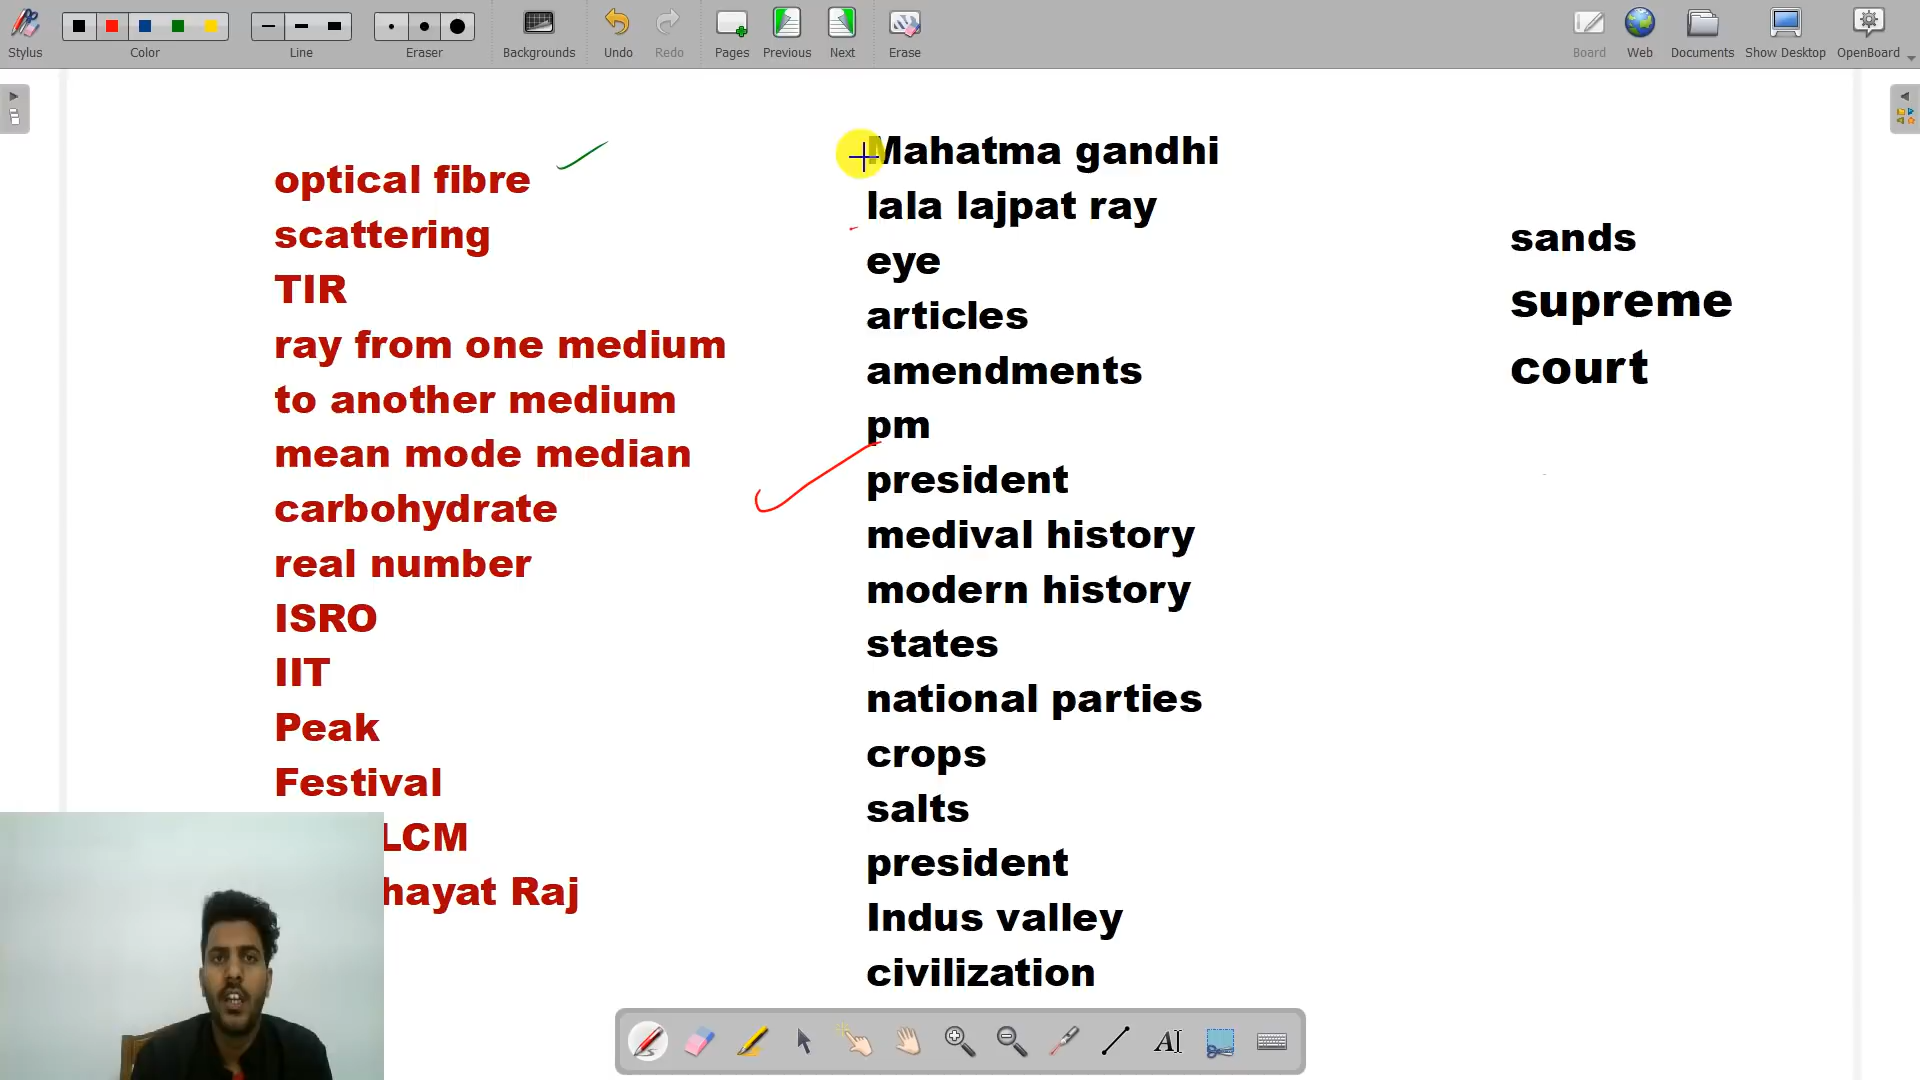 Stylus
Color
Line
Eraser
Backgrounds
Undo
Redo
Pages
Previous
Next
Erase
Board
Web
Documents
Show Desktop
OpenBoard
optical fibre
scattering
TIR
ray from one medium
to another medium
mean mode median
carbohydrate
real number
ISRO
IIT
Peak
Festival
LCM
hayat Raj
Mahatma gandhi
lala lajpat ray
eye
articles
amendments
pm
president
medival history
modern history
states
national parties
crops
salts
president
Indus valley
civilization
sands
supreme
court
AI